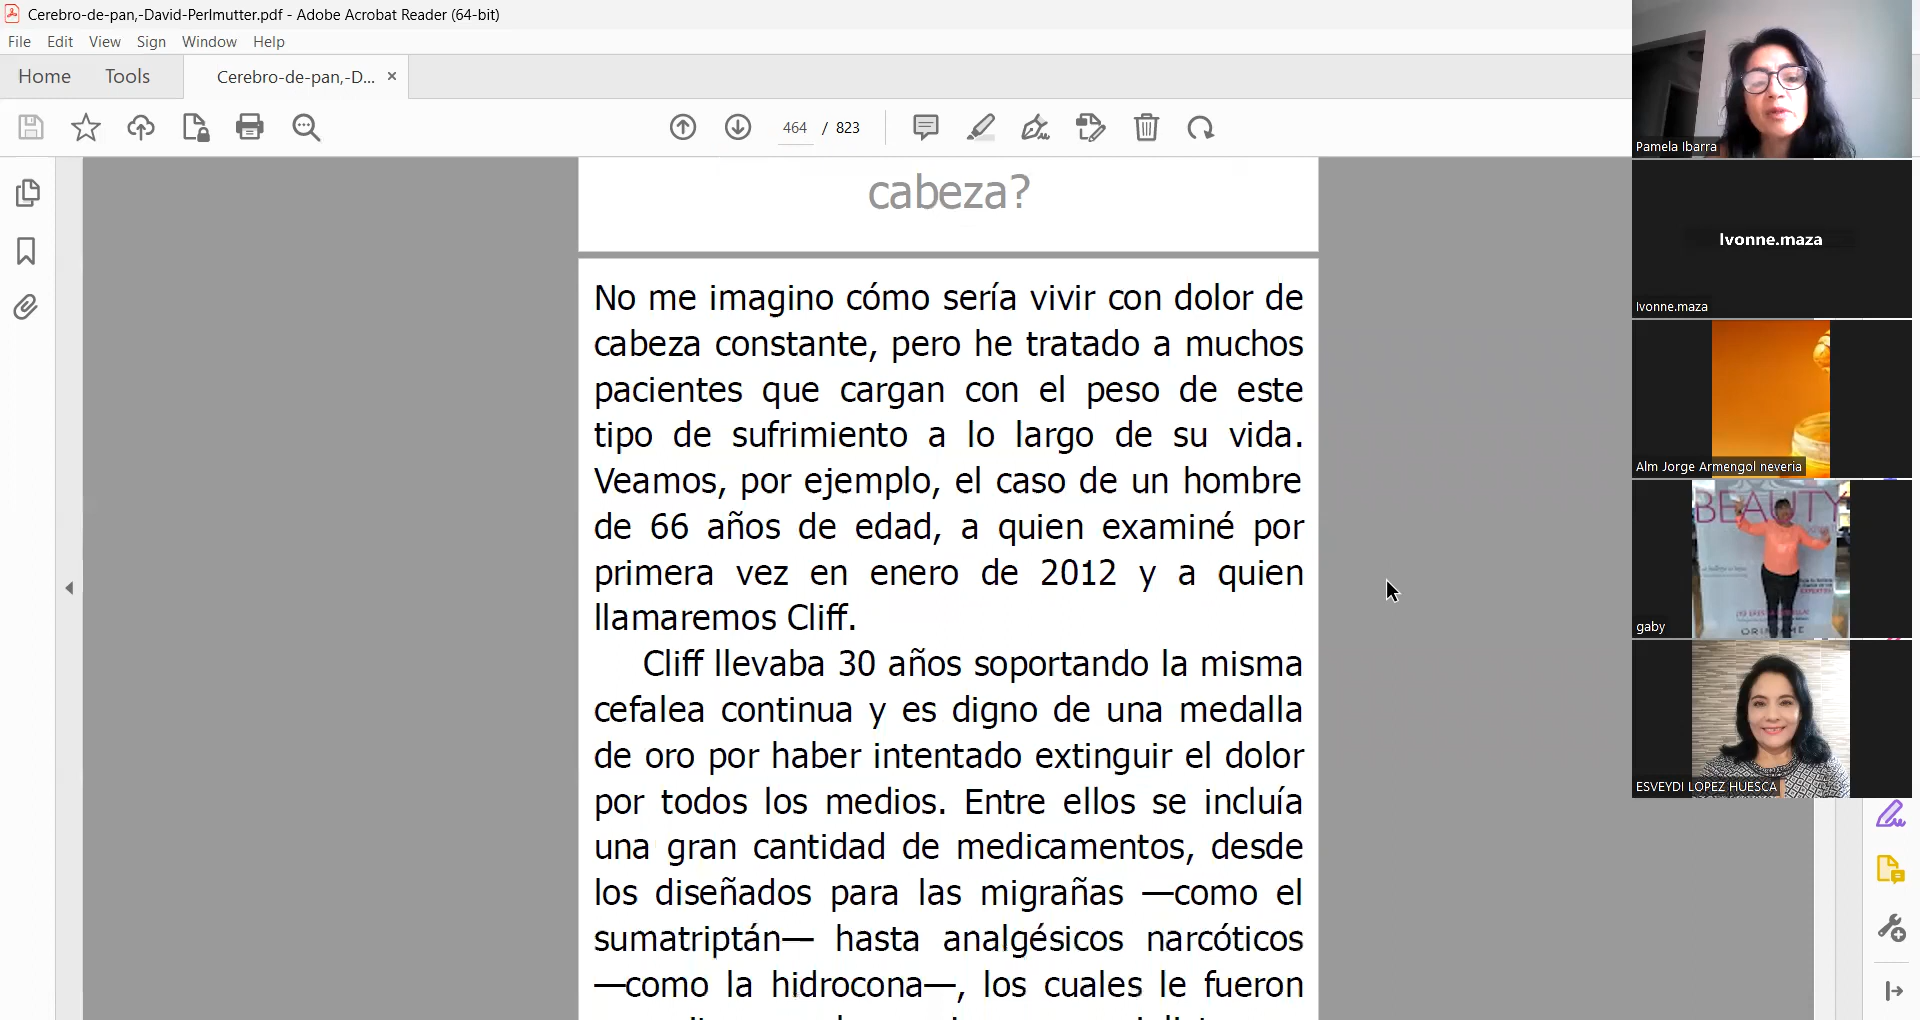 Cerebro-de-pan,-David-Perlmutter.pdf - Adobe Acrobat Reader (64-bit)
File Edit View Sign Window Help
Home Tools Cerebro-de-pan,-D... ×
464 / 823
cabeza?
No me imagino cómo sería vivir con dolor de
cabeza constante, pero he tratado a muchos
pacientes que cargan con el peso de este
tipo de sufrimiento a lo largo de su vida.
Veamos, por ejemplo, el caso de un hombre
de 66 años de edad, a quien examiné por
primera vez en enero de 2012 y a quien
llamaremos Cliff.
Cliff llevaba 30 años soportando la misma
cefalea continua y es digno de una medalla
de oro por haber intentado extinguir el dolor
por todos los medios. Entre ellos se incluía
una gran cantidad de medicamentos, desde
los diseñados para las migrañas —como el
sumatriptán— hasta analgésicos narcóticos
—como la hidrocona—, los cuales le fueron
Pamela Ibarra
Ivonne.maza
Ivonne.maza
Alm Jorge Armengol neveria
BEAUTY
gaby
ESVEYDI LOPEZ HUESCA